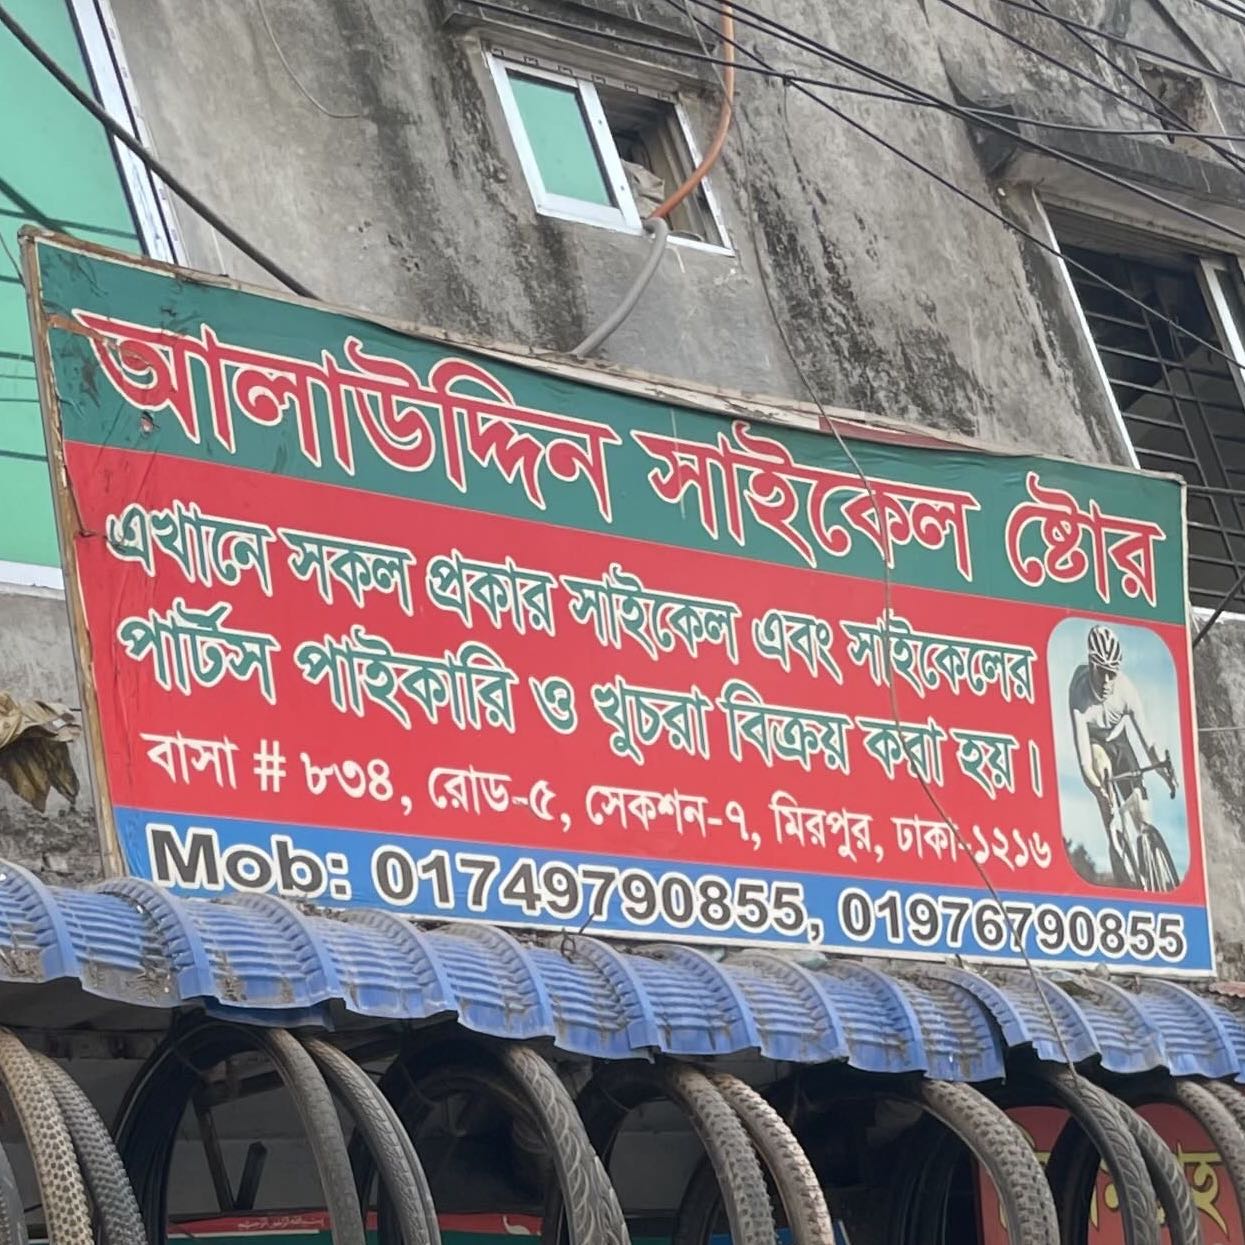 আলাউদ্দিন সাইকেল ষ্টোর
এখানে সকল প্রকার সাইকেল এবং সাইকেলের
পার্টস পাইকারি ও খুচরা বিক্রয় করা হয়।
বাসা # ৮৩৪, রোড-৫, সেকশন-৭, মিরপুর, ঢাকা-১২১৬
Mob: 01749790855, 01976790855